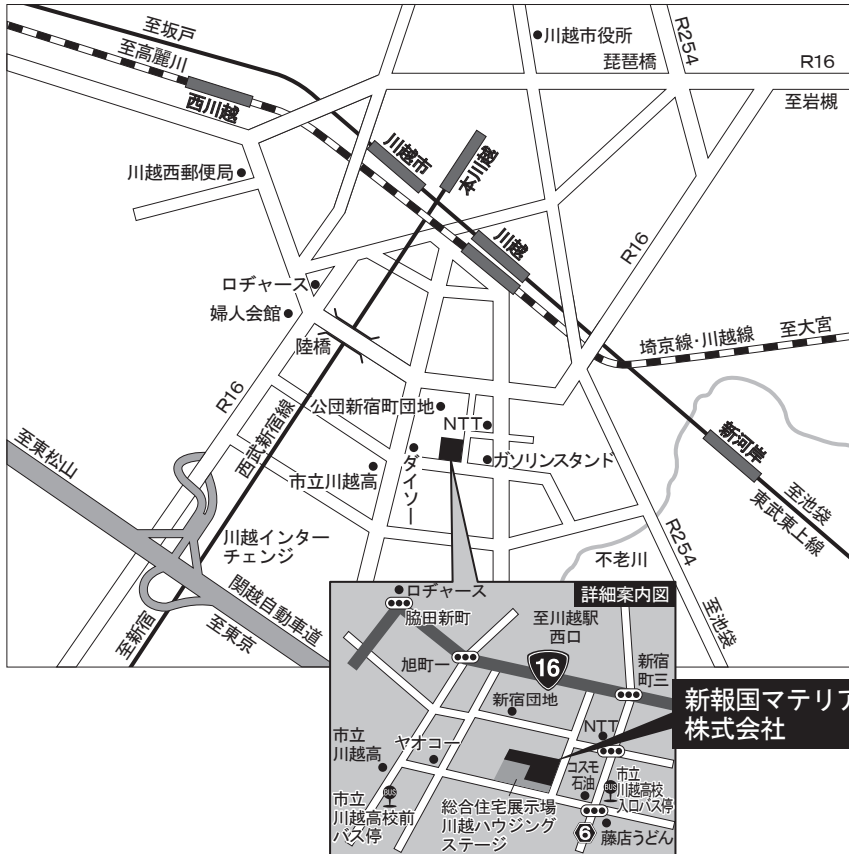 至坂戸
至高麗川
西川越
川越市役所
琵琶橋
R254
R16
至岩槻
川越市
本川越
川越西郵便局
川越
R16
ロヂャース
婦人会館
陸橋
埼京線・川越線
至大宮
R16
公団新宿町団地
NTT
西武新宿線
新河岸
至東松山
市立川越高
ダイソー
ガソリンスタンド
至池袋
東武東上線
川越インター
チェンジ
R254
不老川
関越自動車道
至新宿
至東京
至池袋
詳細案内図
ロヂャース
脇田新町
至川越駅
西口
旭町一
16
新宿
町三
新宿団地
新報国マテリア
株式会社
NTT
市立
川越高
ヤオコー
コスモ
石油
市立
川越高校
入口バス停
BUS
BUS
市立
川越高校前
バス停
総合住宅展示場
川越ハウジング
ステージ
6
藤店うどん